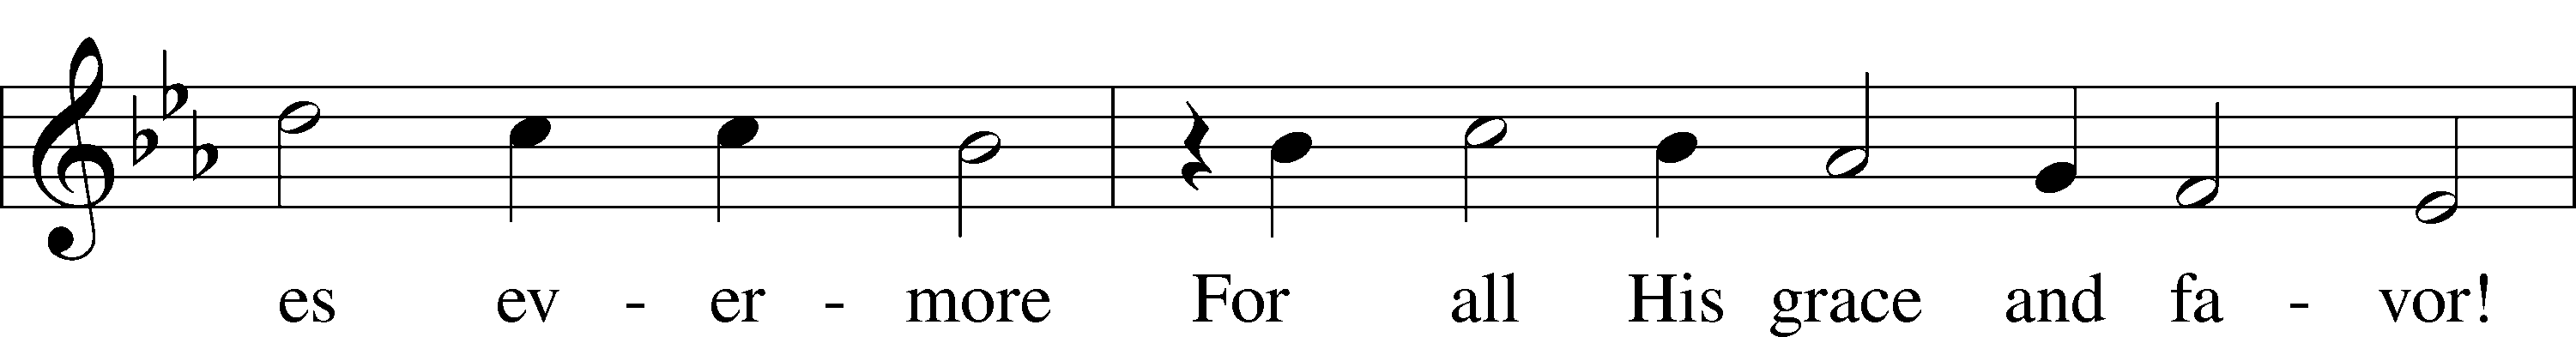 es ev - er - more For all His grace and fa - vor!